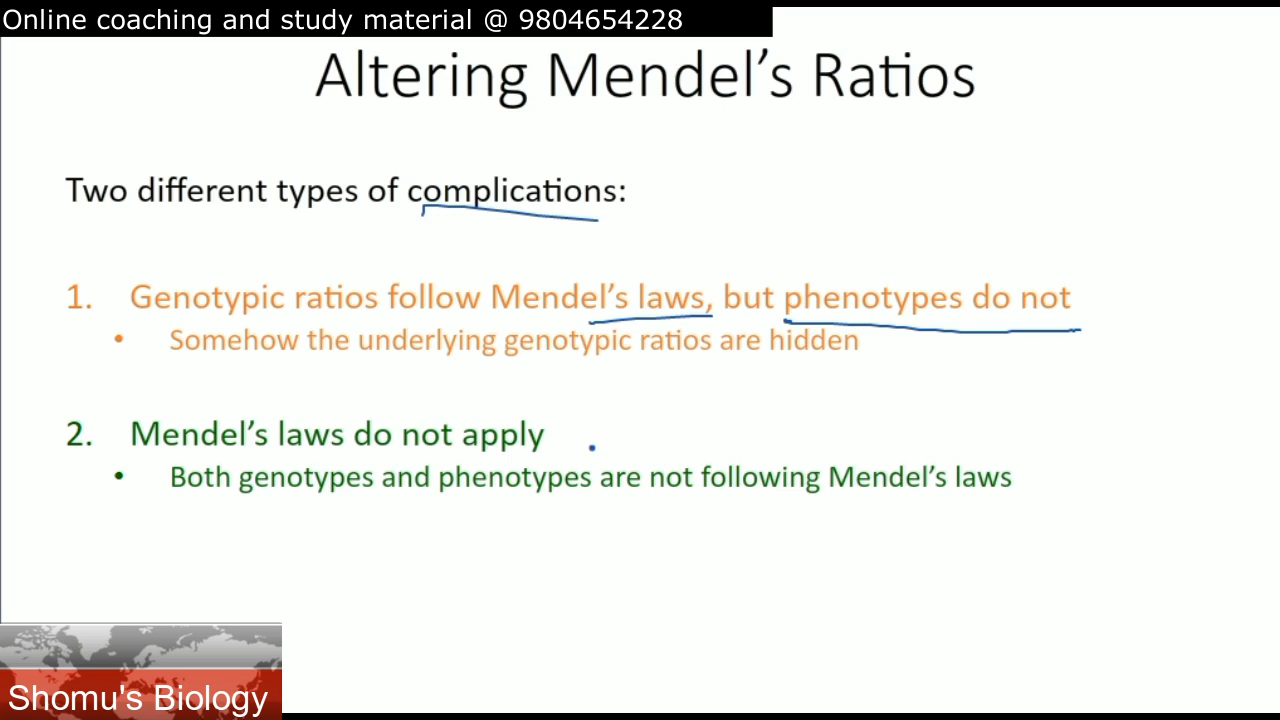 Online coaching and study material @ 9804654228
Altering Mendel's Ratios
Two different types of complications:
1. Genotypic ratios follow Mendel's laws, but phenotypes do not
• Somehow the underlying genotypic ratios are hidden
2. Mendel's laws do not apply
• Both genotypes and phenotypes are not following Mendel's laws
Shomu's Biology